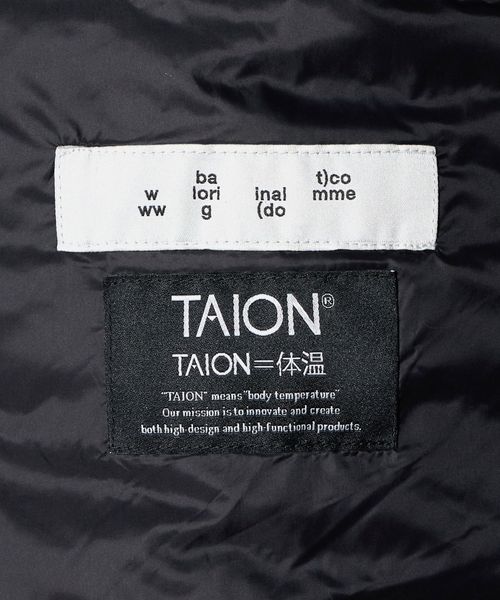 ba t)co
w lori inal mme
ww g (do
TAION®
TAION=体温
"TAION" means "body temperature"
Our mission is to innovate and create
both high-design and high-functional products.